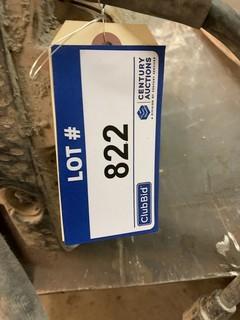 LOT #
822
CENTURY
AUCTIONS
ClubBid